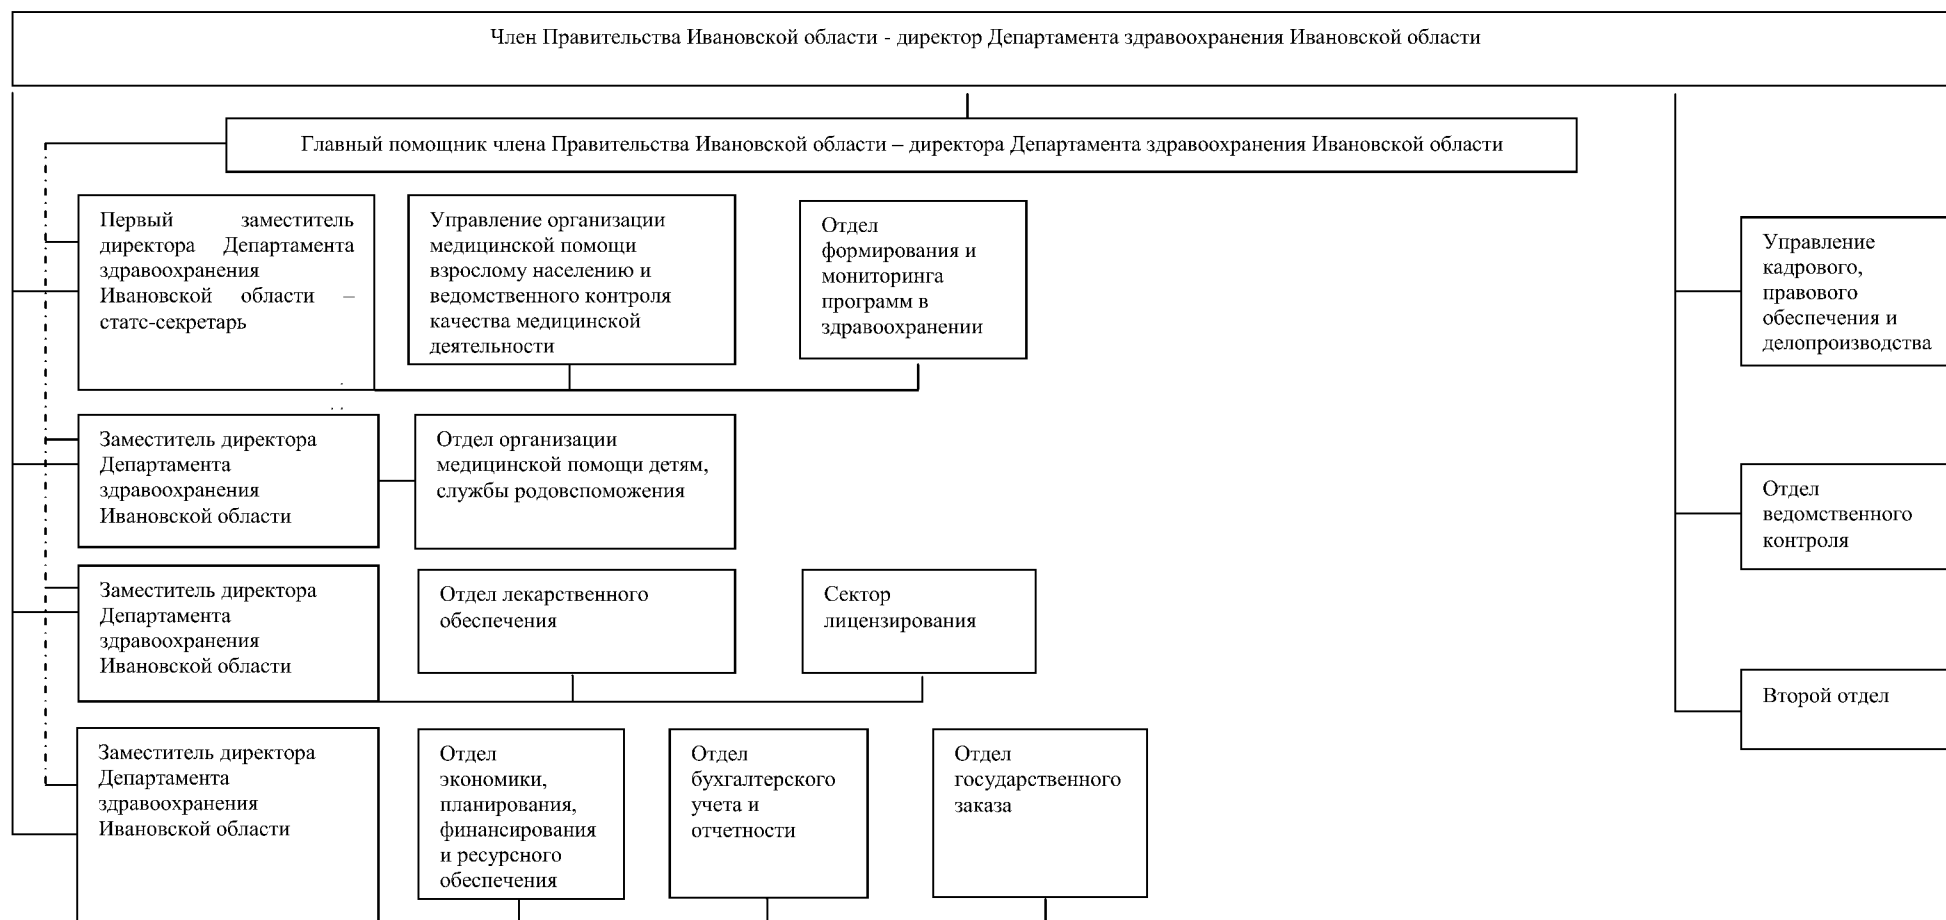 Член Правительства Ивановской области - директор Департамента здравоохранения Ивановской области
Главный помощник члена Правительства Ивановской области – директора Департамента здравоохранения Ивановской области
Первый заместитель
директора Департамента
здравоохранения
Ивановской области –
статс-секретарь
Управление организации
медицинской помощи
взрослому населению и
ведомственного контроля
качества медицинской
деятельности
Отдел
формирования и
мониторинга
программ в
здравоохранении
Управление
кадрового,
правового
обеспечения и
делопроизводства
Заместитель директора
Департамента
здравоохранения
Ивановской области
Отдел организации
медицинской помощи детям,
службы родовспоможения
Отдел
ведомственного
контроля
Заместитель директора
Департамента
здравоохранения
Ивановской области
Отдел лекарственного
обеспечения
Сектор
лицензирования
Второй отдел
Заместитель директора
Департамента
здравоохранения
Ивановской области
Отдел
экономики,
планирования,
финансирования
и ресурсного
обеспечения
Отдел
бухгалтерского
учета и
отчетности
Отдел
государственного
заказа